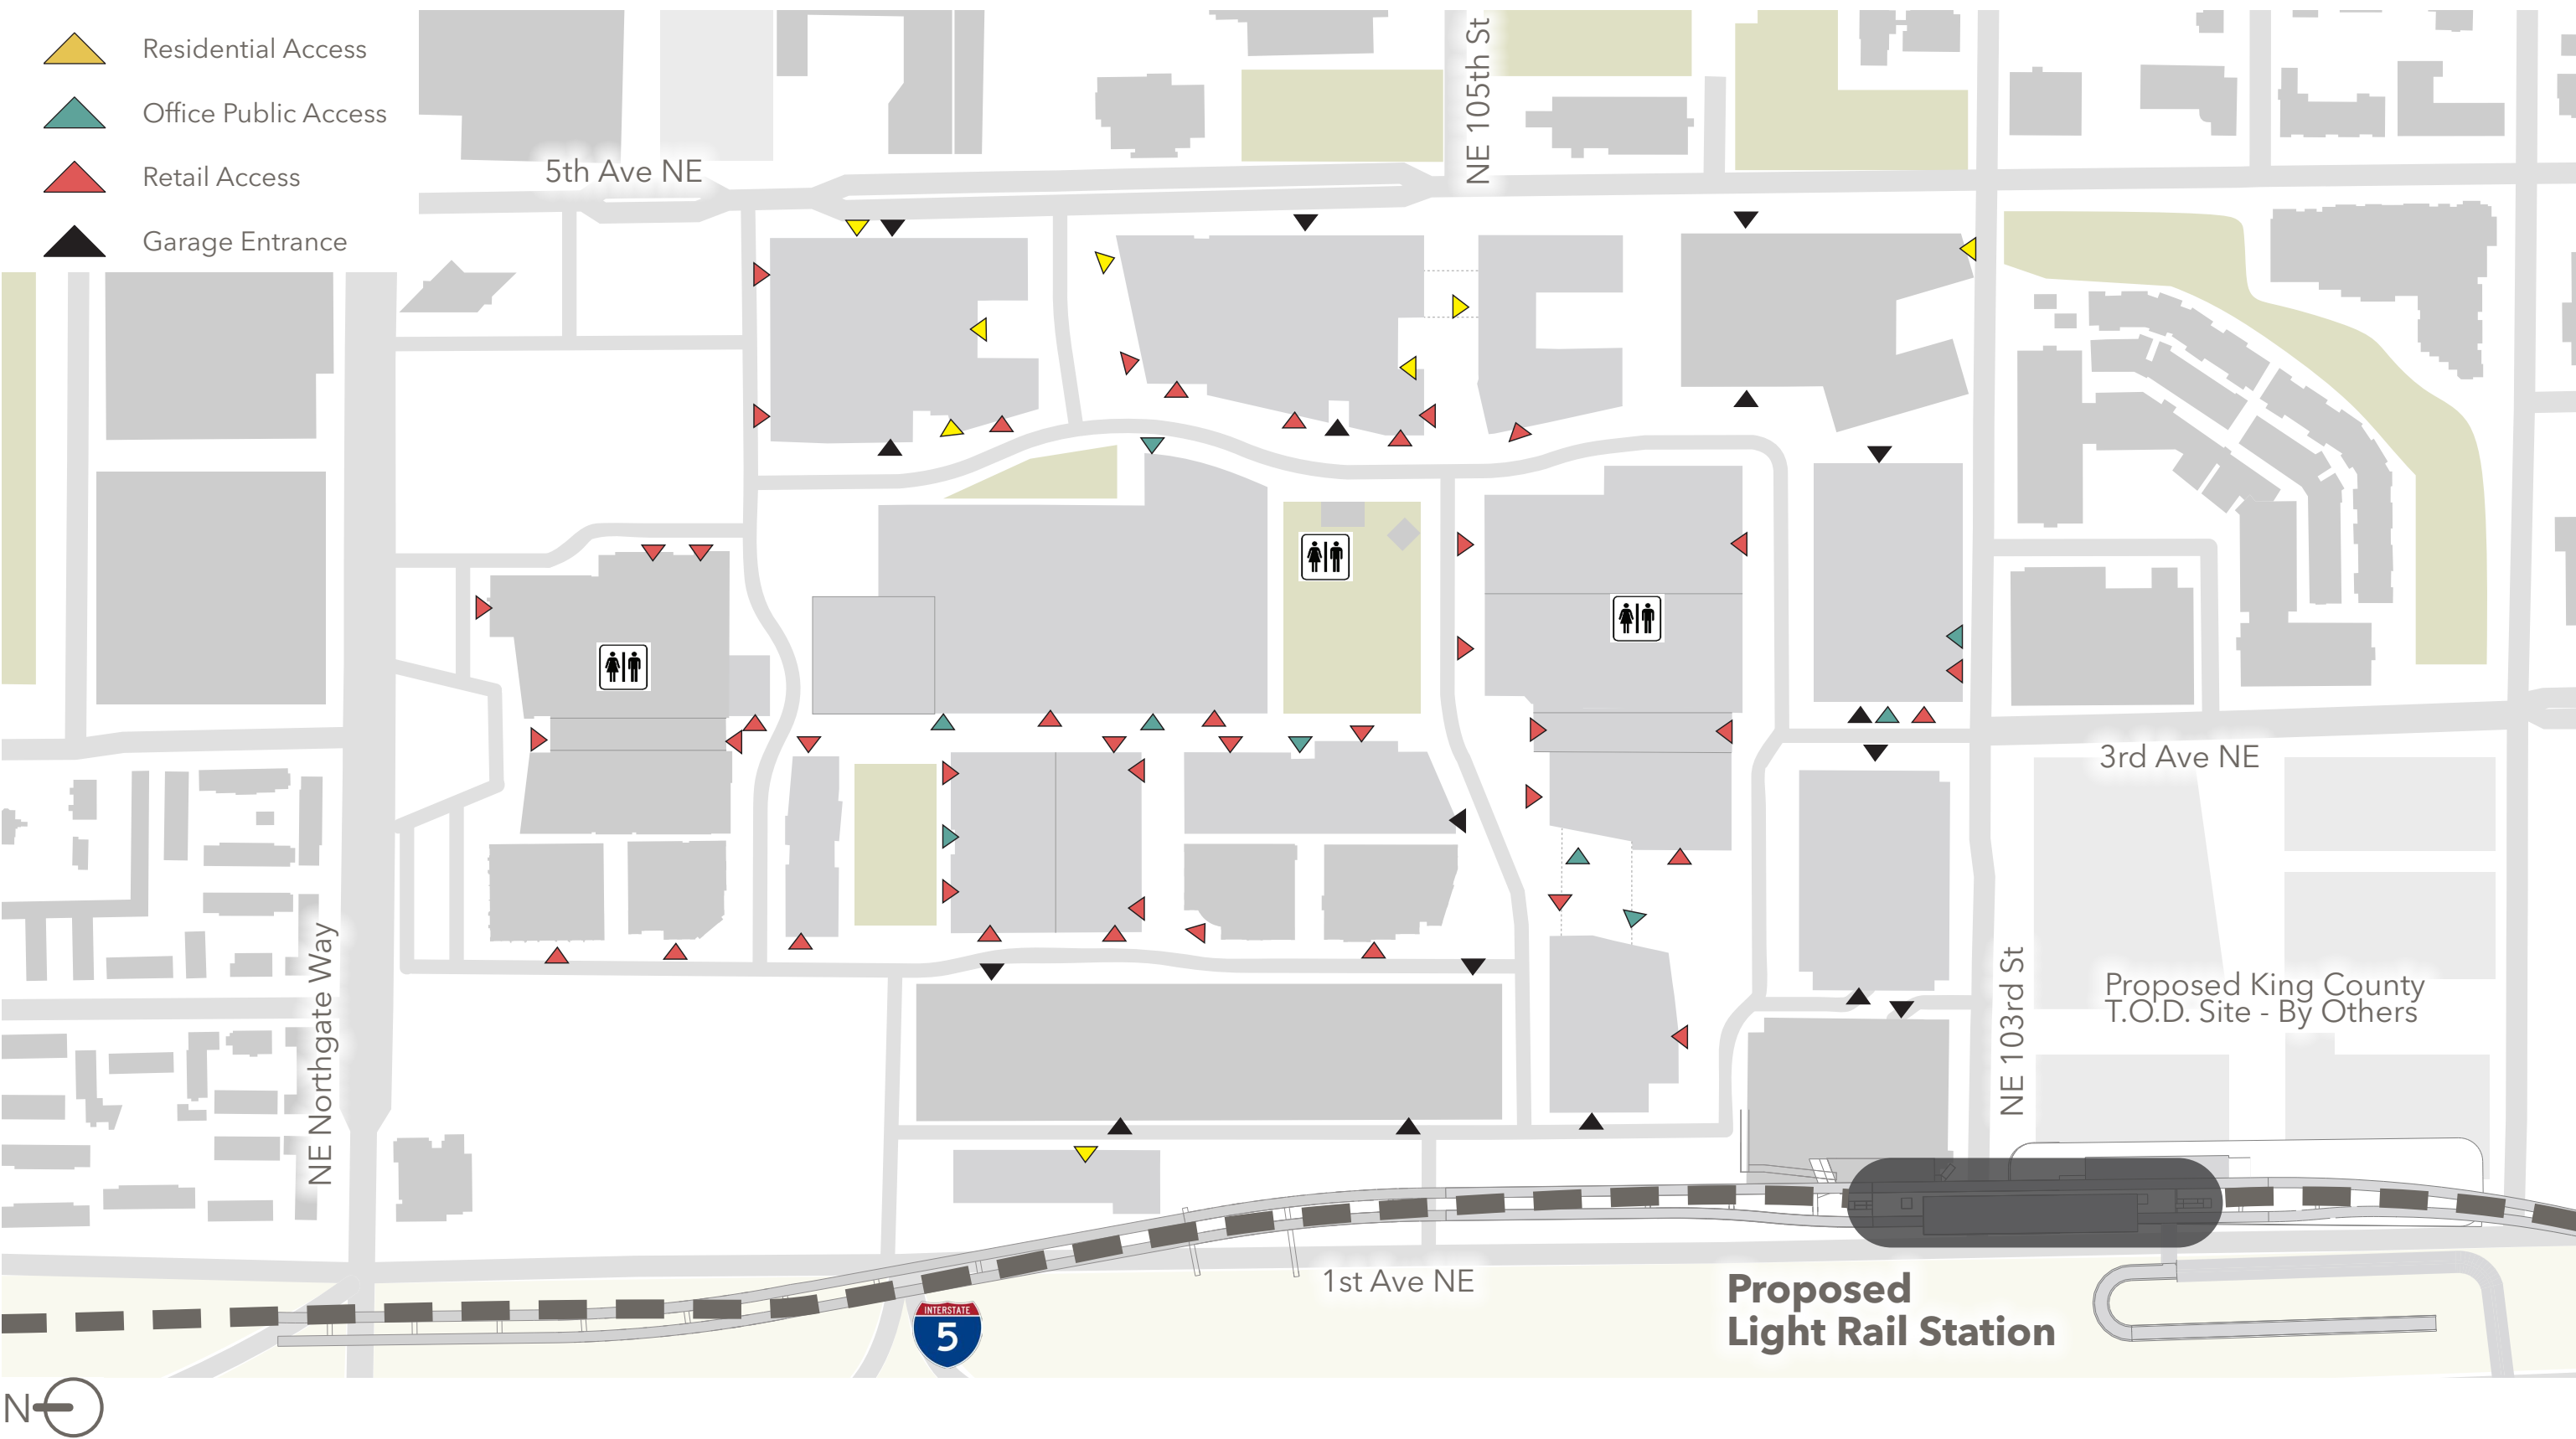 Residential Access
Office Public Access
Retail Access
Garage Entrance
5th Ave NE
NE 105th St
3rd Ave NE
NE Northgate Way
NE 103rd St
Proposed King County
T.O.D. Site - By Others
1st Ave NE
INTERSTATE
5
Proposed
Light Rail Station
N